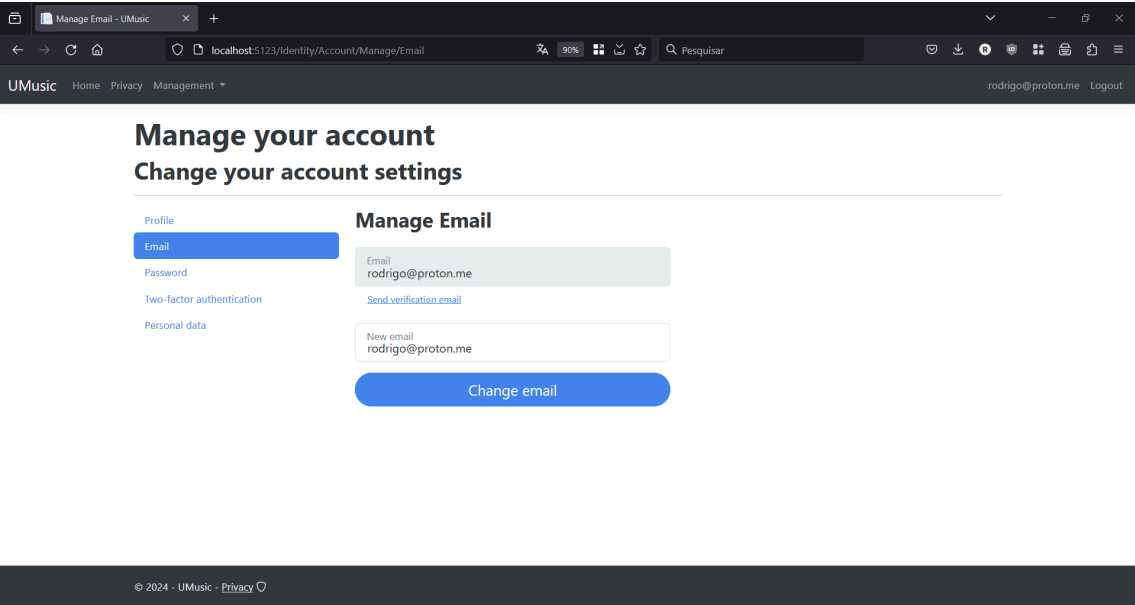 Manage Email - UMusic
localhost:5123/Identity/Account/Manage/Email
90%
Pesquisar
UMusic Home Privacy Management rodrigo@proton.me Logout
Manage your account
Change your account settings
Profile
Email
Password
Two-factor authentication
Personal data
Manage Email
Email
rodrigo@proton.me
Send verification email
New email
rodrigo@proton.me
Change email
© 2024 - UMusic - Privacy